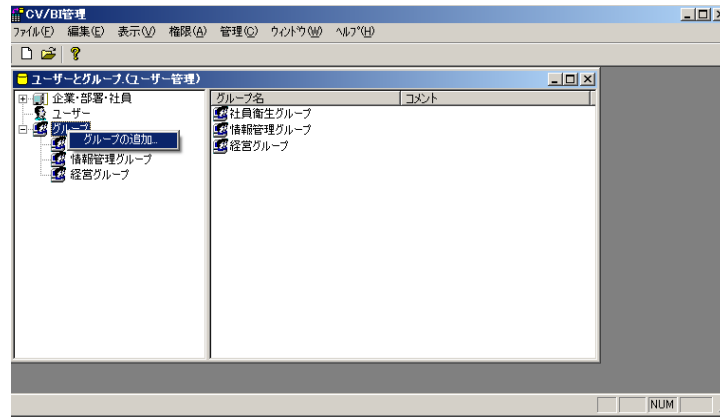 CV/BI管理
ファイル(F) 編集(E) 表示(V) 権限(A) 管理(C) ウィンドウ(W) ヘルプ(H)
ユーザーとグループ.(ユーザー管理)
企業・部署・社員
ユーザー
グループ
グループの追加...
情報管理グループ
経営グループ
グループ名 コメント
社員衛生グループ
情報管理グループ
経営グループ
NUM